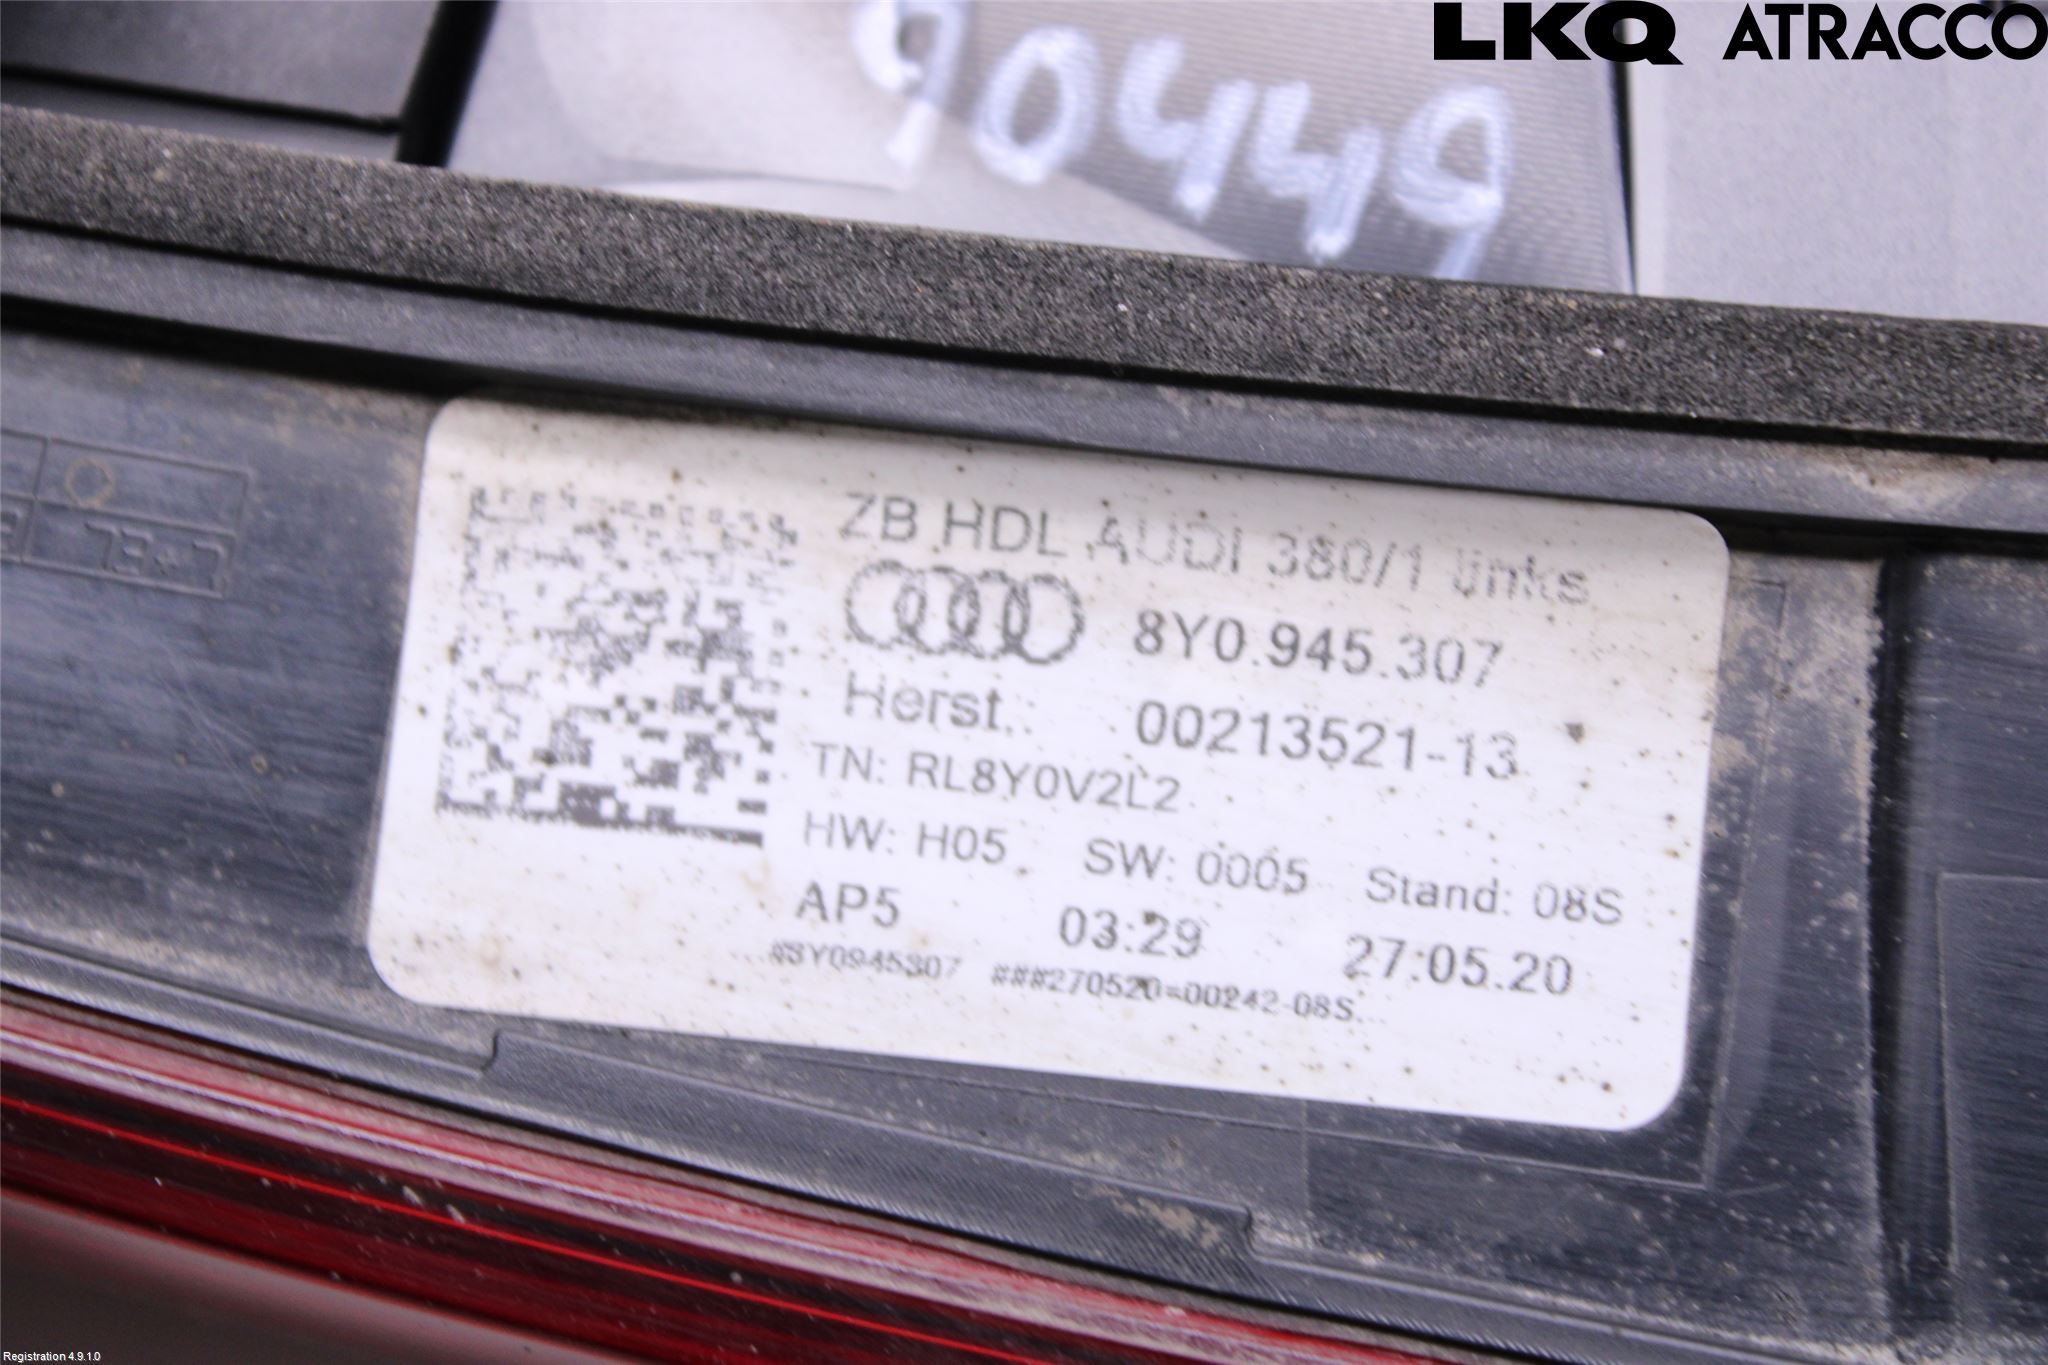 LKQ ATRACCO
90449
ZB HDL AUDI 380/1 links
8Y0.945.307
Herst. 00213521-13
TN: RL8Y0V2L2
HW: H05 SW: 0005 Stand: 08S
AP5 03:29 27.05.20
###270520=00242-08S
Registration 4.9.1.0